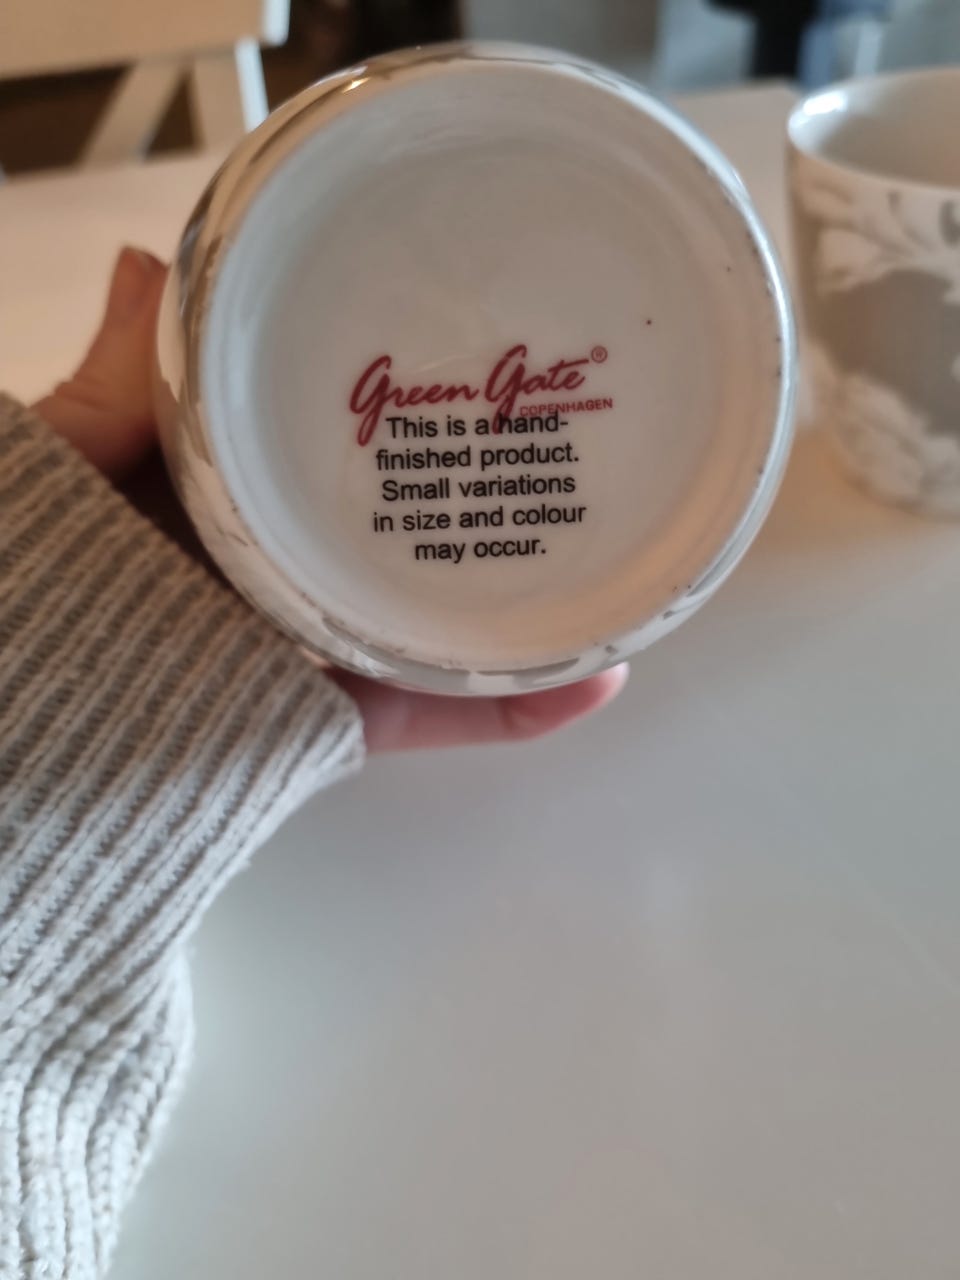 Green Gate®
COPENHAGEN
This is a hand-
finished product.
Small variations
in size and colour
may occur.